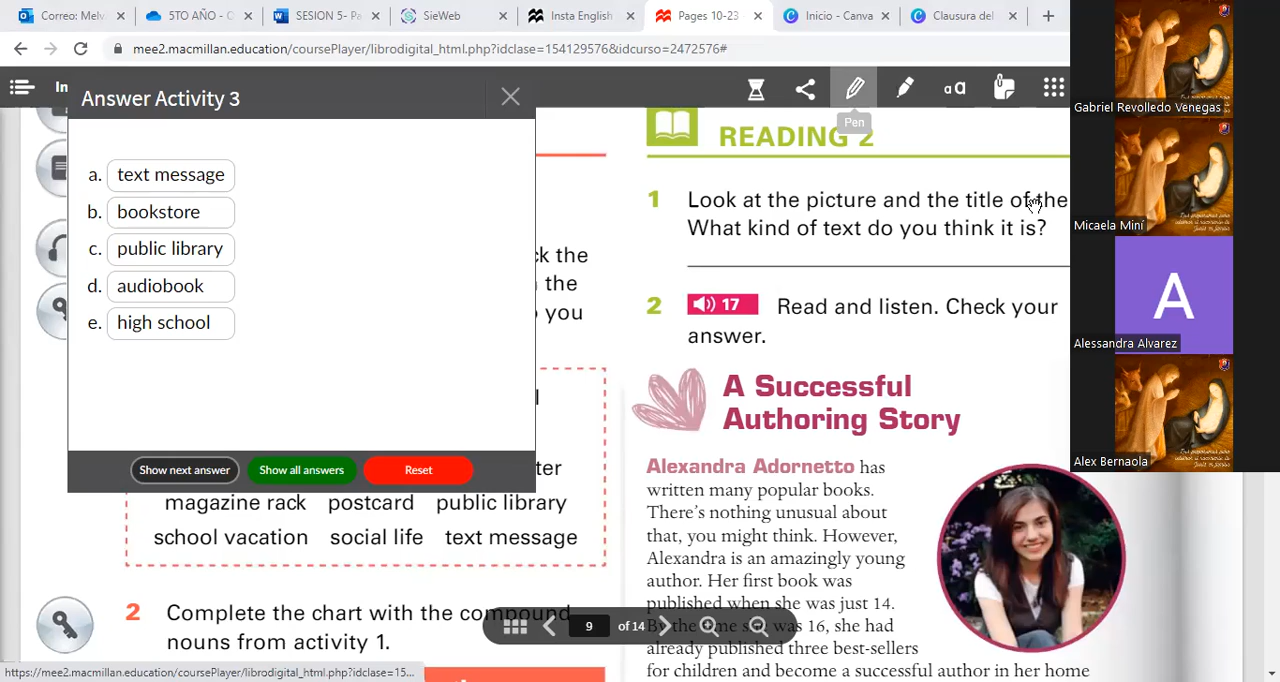 Correo: Melv
5TO AÑO - C
SESION 5- Pa
SieWeb
Insta English
Pages 10-23
Inicio - Canva
Clausura del
mee2.macmillan.education/coursePlayer/librodigital_html.php?idclase=154129576&idcurso=2472576#
In
Answer Activity 3
a. text message
b. bookstore
c. public library
d. audiobook
e. high school
Show next answer
Show all answers
Reset
ck the
n the
you
magazine rack postcard public library
school vacation social life text message
2 Complete the chart with the compound
nouns from activity 1.
aa
Pen
READING 2
1 Look at the picture and the title of the
What kind of text do you think it is?
2 17 Read and listen. Check your
answer.
A Successful
Authoring Story
Alexandra Adornetto has
written many popular books.
There's nothing unusual about
that, you might think. However,
Alexandra is an amazingly young
author. Her first book was
published when she was just 14.
By the time she was 16, she had
already published three best-sellers
for children and become a successful author in her home
9 of 14
Gabriel Revolledo Venegas
Micaela Miní
A
Alessandra Alvarez
Alex Bernaola
https://mee2.macmillan.education/coursePlayer/librodigital_html.php?idclase=15...